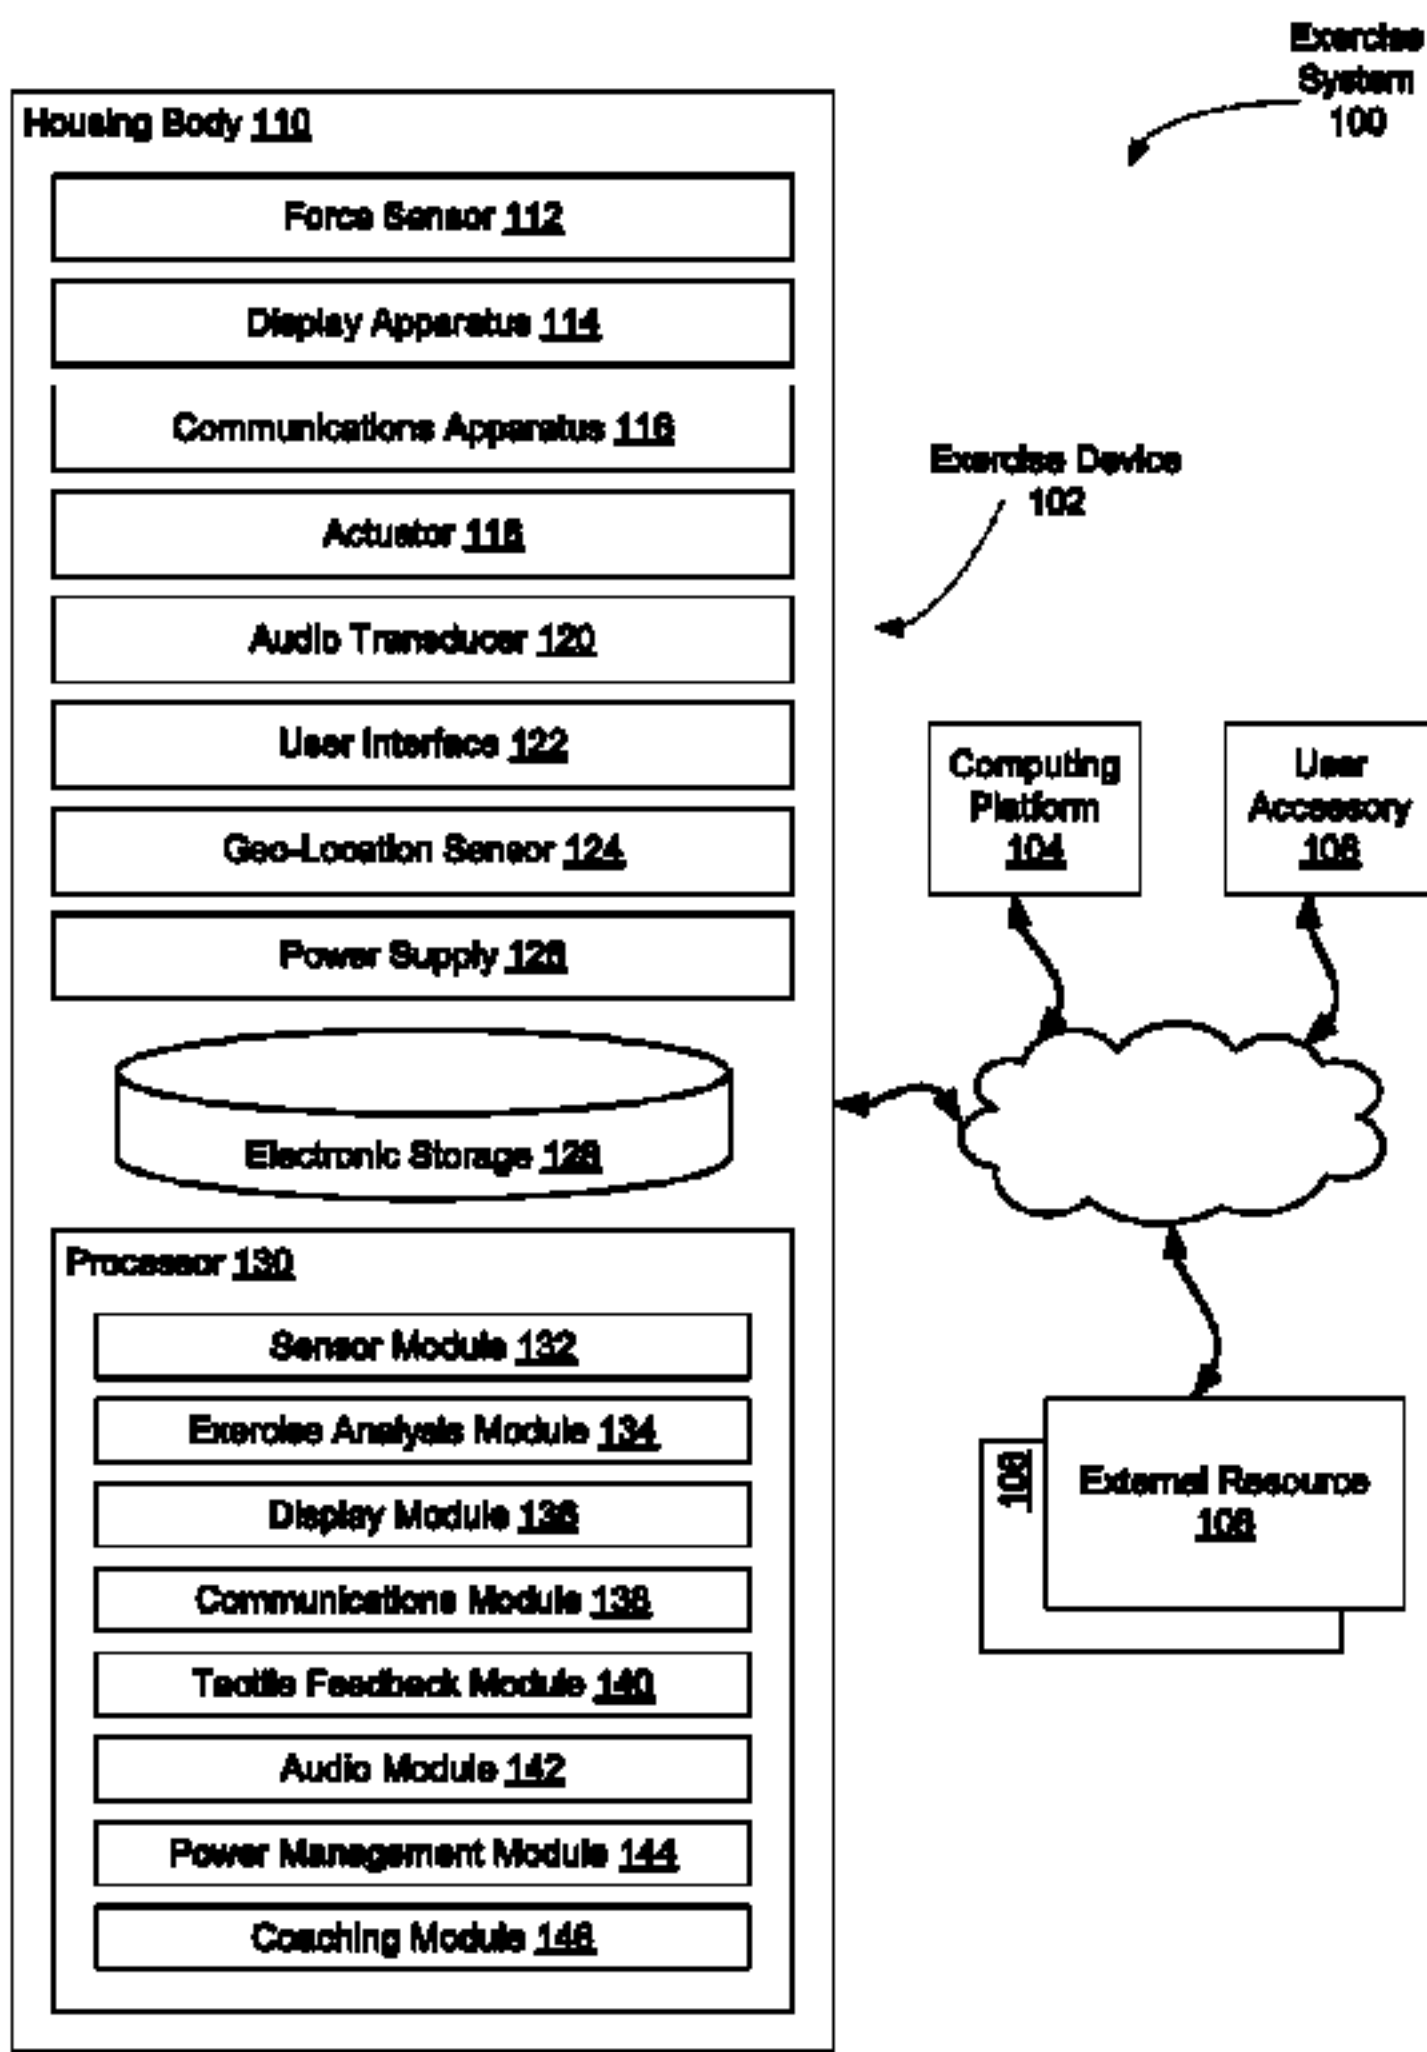 Exercise
System
100
Housing Body 110
Force Sensor 112
Display Apparatus 114
Communications Apparatus 116
Actuator 118
Audio Transducer 120
User Interface 122
Geo-Location Sensor 124
Power Supply 126
Electronic Storage 128
Processor 130
Sensor Module 132
Exercise Analysis Module 134
Display Module 136
Communications Module 138
Tactile Feedback Module 140
Audio Module 142
Power Management Module 144
Coaching Module 146
Exercise Device
102
Computing
Platform
104
User
Accessory
106
108
External Resource
108